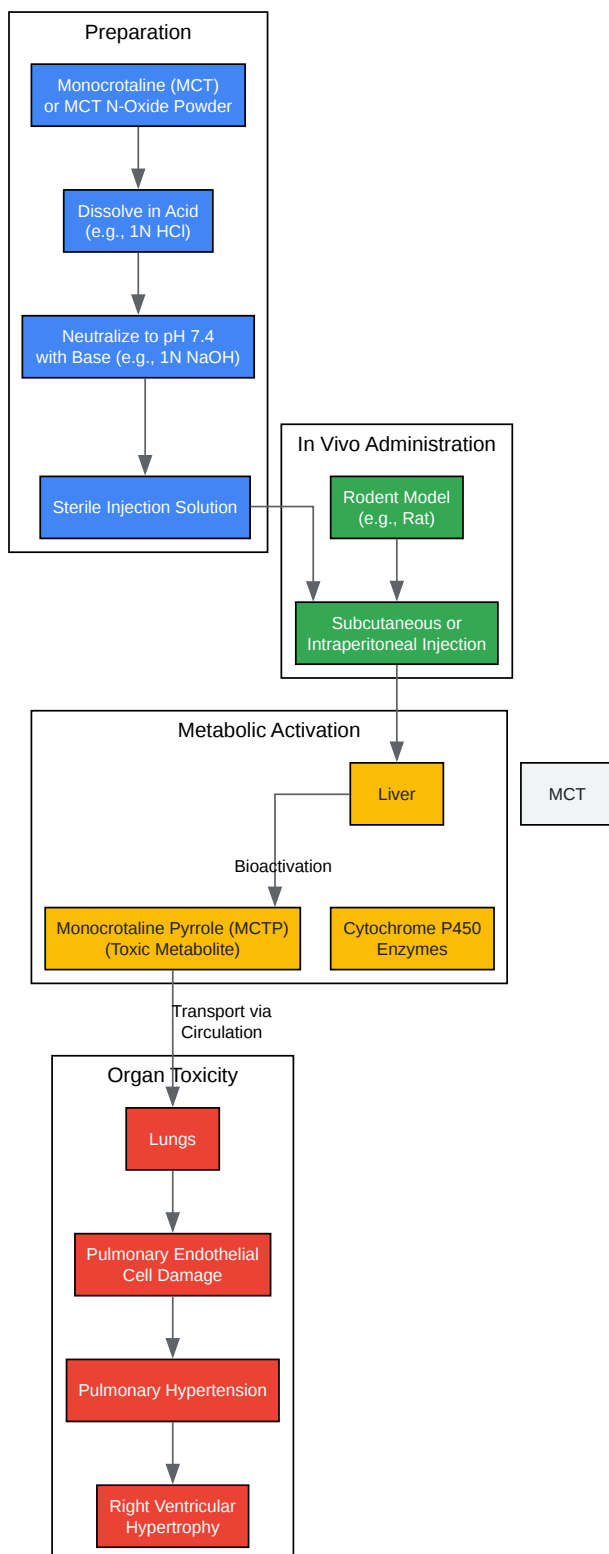 Preparation
Monocrotaline (MCT)
or MCT N-Oxide Powder
Dissolve in Acid
(e.g., 1N HCl)
Neutralize to pH 7.4
with Base (e.g., 1N NaOH)
Sterile Injection Solution
In Vivo Administration
Rodent Model
(e.g., Rat)
Subcutaneous or
Intraperitoneal Injection
Metabolic Activation
Liver
MCT
Bioactivation
Monocrotaline Pyrrole (MCTP)
(Toxic Metabolite)
Cytochrome P450
Enzymes
Transport via
Circulation
Organ Toxicity
Lungs
Pulmonary Endothelial
Cell Damage
Pulmonary Hypertension
Right Ventricular
Hypertrophy